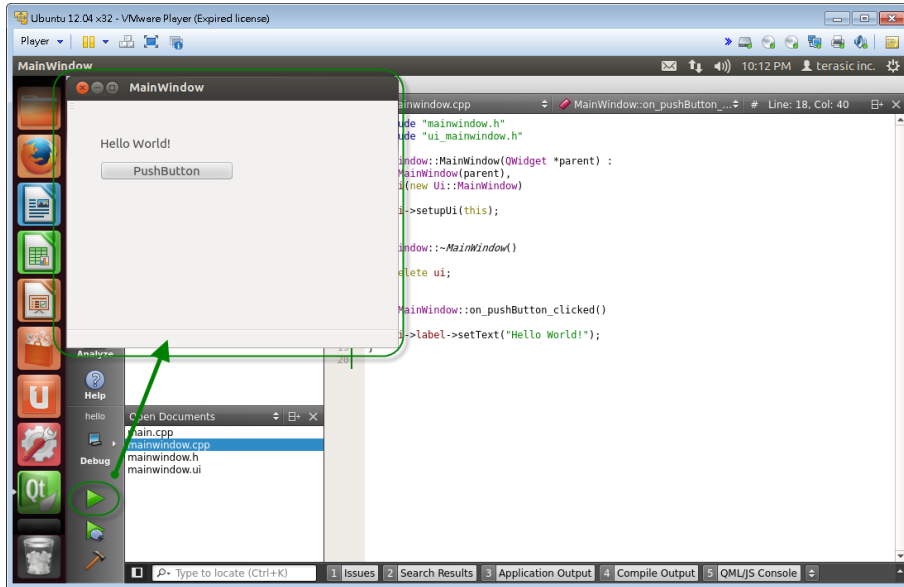 Ubuntu 12.04 x32 - VMware Player (Expired license)
Player
MainWindow
10:12 PM terasic inc.
MainWindow
Hello World!
PushButton
ainwindow.cpp MainWindow::on_pushButton_... # Line: 18, Col: 40
ude "mainwindow.h"
ude "ui_mainwindow.h"
indow::MainWindow(QWidget *parent) :
MainWindow(parent),
i(new Ui::MainWindow)
i->setupUi(this);
indow::~MainWindow()
elete ui;
MainWindow::on_pushButton_clicked()
i->label->setText("Hello World!");
}
20
Analyze
Help
hello
Debug
Qt
Open Documents
main.cpp
mainwindow.cpp
mainwindow.h
mainwindow.ui
Type to locate (Ctrl+K)
1 Issues 2 Search Results 3 Application Output 4 Compile Output 5 QML/JS Console